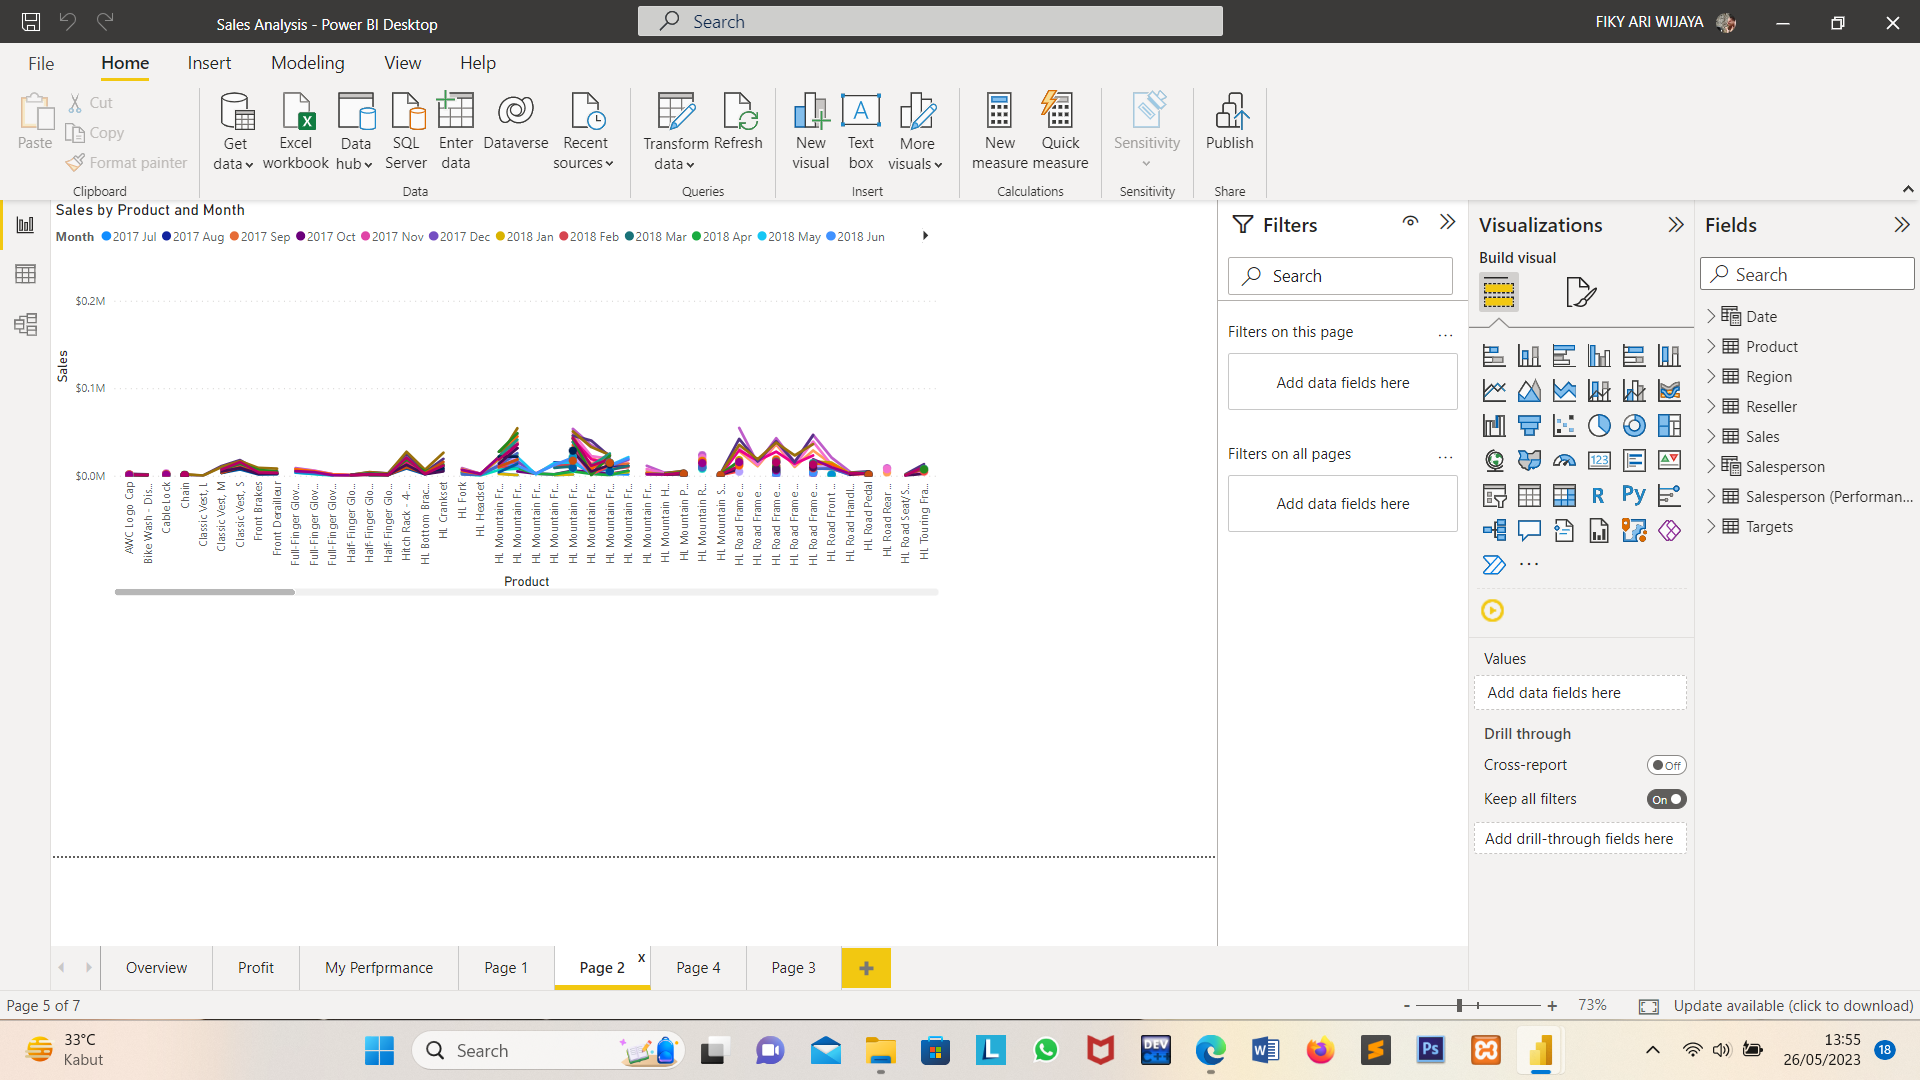 Sales Analysis - Power BI Desktop
Search
FIKY ARI WIJAYA
File
Home
Insert
Modeling
View
Help
Paste
Cut
Copy
Format painter
Clipboard
Get data
Excel workbook
Data hub
SQL Server
Enter data
Dataverse
Recent sources
Data
Transform data
Refresh
Queries
New visual
Text box
More visuals
Insert
New measure
Quick measure
Calculations
Sensitivity
Sensitivity
Publish
Share
Sales by Product and Month
Month 2017 Jul 2017 Aug 2017 Sep 2017 Oct 2017 Nov 2017 Dec 2018 Jan 2018 Feb 2018 Mar 2018 Apr 2018 May 2018 Jun
$0.2M
$0.1M
$0.0M
Sales
AWC Logo Cap
Bike Wash - Dis...
Cable Lock
Chain
Classic Vest, L
Classic Vest, M
Classic Vest, S
Front Brakes
Front Derailleur
Full-Finger Glov...
Full-Finger Glov...
Full-Finger Glov...
Half-Finger Glo...
Half-Finger Glo...
Half-Finger Glo...
Hitch Rack - 4-...
HL Bottom Brac...
HL Crankset
HL Fork
HL Headset
HL Mountain Fr...
HL Mountain Fr...
HL Mountain Fr...
HL Mountain Fr...
HL Mountain Fr...
HL Mountain Fr...
HL Mountain Fr...
HL Mountain Fr...
HL Mountain Fr...
HL Mountain H...
HL Mountain P...
HL Mountain R...
HL Mountain S...
HL Road Frame ...
HL Road Frame ...
HL Road Frame ...
HL Road Frame ...
HL Road Frame ...
HL Road Front ...
HL Road Handl...
HL Road Pedal
HL Road Rear ...
HL Road Seat/S...
HL Touring Fra...
Product
Filters
Search
Filters on this page
...
Add data fields here
Filters on all pages
...
Add data fields here
Visualizations
Build visual
123
R
Py
...
Values
Add data fields here
Drill through
Cross-report
Off
Keep all filters
On
Add drill-through fields here
Fields
Search
Date
Product
Region
Reseller
Sales
Salesperson
Salesperson (Performan...
Targets
Overview
Profit
My Perfprmance
Page 1
Page 2
x
Page 4
Page 3
+
Page 5 of 7
-
+
73%
Update available (click to download)
33°C
Kabut
Search
L
DEV
Ps
13:55
26/05/2023
18